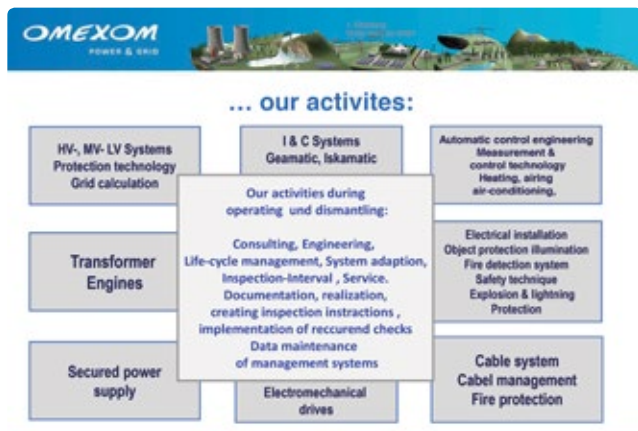 OMEXOM
POWER & GRID
... our activites:
HV-, MV- LV Systems
Protection technology
Grid calculation
I & C Systems
Geamatic, Iskamatic
Automatic control engineering
Measurement &
control technology
Heating, airing
air-conditioning,
Our activities during
operating und dismantling:
Consulting, Engineering,
Life-cycle management, System adaption,
Inspection-Interval , Service.
Documentation, realization,
creating inspection instractions ,
implementation of reccurend checks
Data maintenance
of management systems
Transformer
Engines
Electrical installation
Object protection illumination
Fire detection system
Safety technique
Explosion & lightning
Protection
Secured power
supply
Electromechanical
drives
Cable system
Cabel management
Fire protection